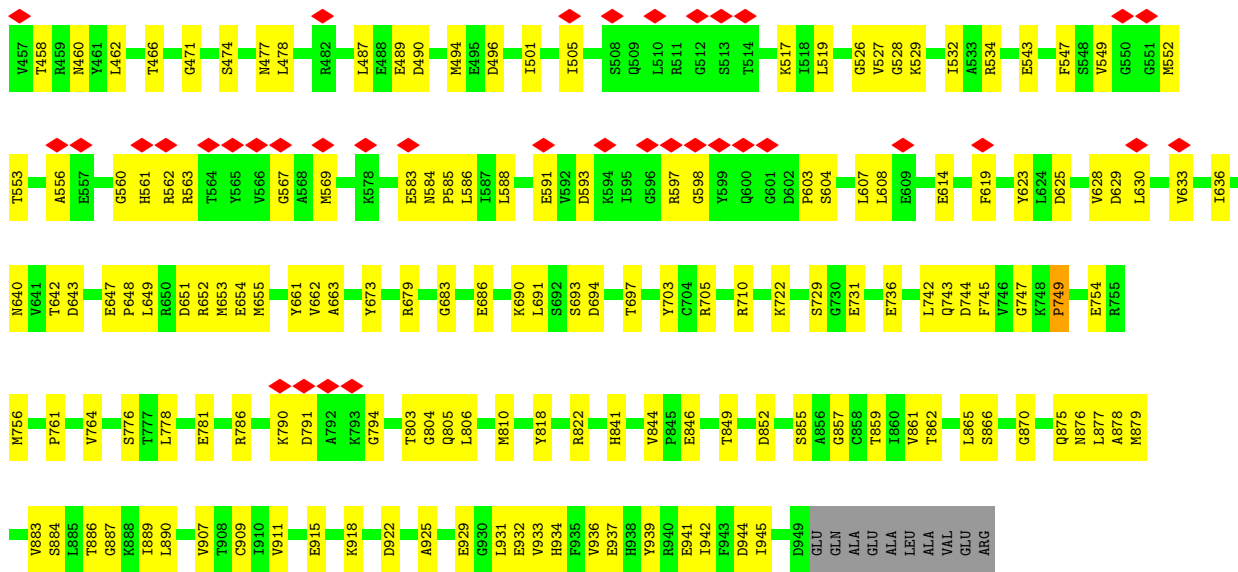 V457 T458 R459 N460 Y461 L462 T466 G471 S474 N477 L478 R482 L487 E488 E489 D490 M494 E495 D496 I501 I505 S508 Q509 L510 R511 G512 S513 T514 K517 I518 L519 G526 V527 G528 K529 I532 A533 R534 E543 F547 S548 V549 G550 G551 M552
T553 A556 E557 G560 H561 R562 R563 T564 Y565 V566 G567 A568 M569 K578 E583 N584 P585 L586 I587 L588 E591 V592 D593 K594 I595 G596 R597 G598 Y599 Q600 G601 D602 P603 S604 L607 L608 E609 E614 F619 Y623 L624 D625 V628 D629 L630 V633 I636
N640 V641 T642 D643 E647 P648 L649 R650 D651 R652 M653 E654 M655 Y661 V662 A663 Y673 R679 G683 E686 K690 L691 S692 S693 D694 T697 Y703 C704 R705 R710 K722 S729 G730 E731 E736 L742 Q743 D744 F745 V746 G747 K748 P749 E754 R755
M756 P761 V764 S776 T777 L778 E781 R786 K790 D791 A792 K793 G794 T803 G804 Q805 L806 M810 Y818 R822 H841 V844 P845 E846 T849 D852 S855 A856 G857 C858 T859 I860 V861 T862 L865 S866 G870 Q875 N876 L877 A878 M879
V883 S884 L885 T886 G887 K888 I889 L890 V907 T908 C909 I910 V911 E915 K918 D922 A925 E929 G930 L931 E932 V933 H934 F935 V936 E937 H938 Y939 R940 E941 I942 F943 D944 I945 D949 GLU GLN ALA GLU ALA LEU ALA VAL GLU ARG